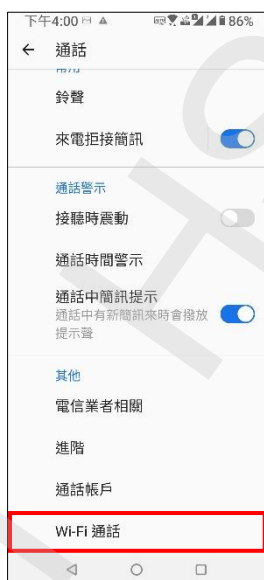 下午4:00 86%
通話
常用
鈴聲
來電拒接簡訊
通話警示
接聽時震動
通話時間警示
通話中簡訊提示
通話中有新簡訊來時會撥放
提示聲
其他
電信業者相關
進階
通話帳戶
Wi-Fi 通話